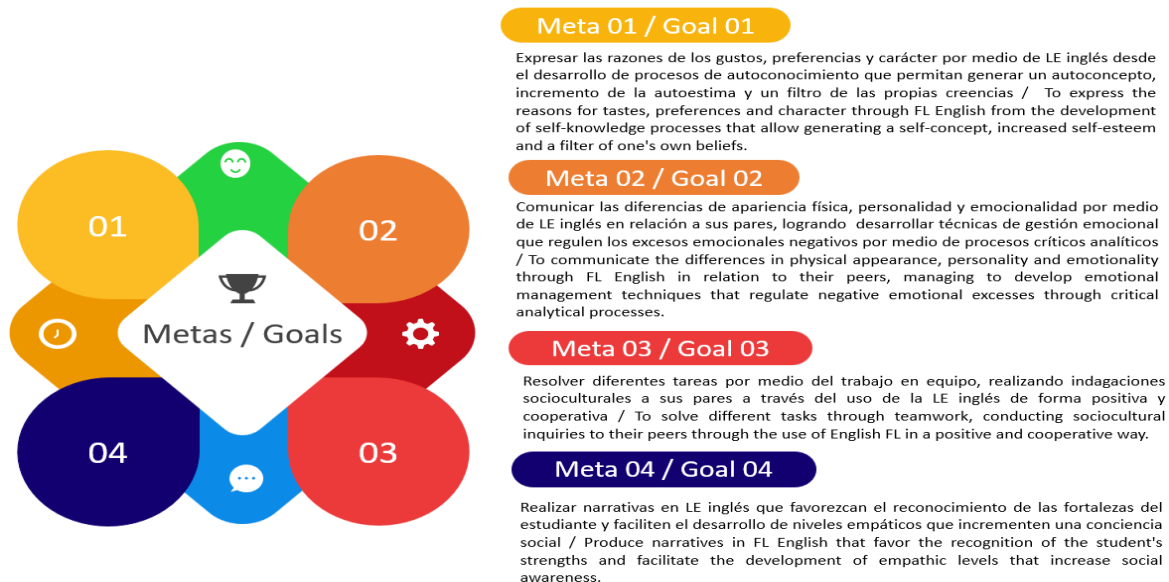 01
02
Metas / Goals
04
03
Meta 01 / Goal 01
Expresar las razones de los gustos, preferencias y carácter por medio de LE inglés desde
el desarrollo de procesos de autoconocimiento que permitan generar un autoconcepto,
incremento de la autoestima y un filtro de las propias creencias / To express the
reasons for tastes, preferences and character through FL English from the development
of self-knowledge processes that allow generating a self-concept, increased self-esteem
and a filter of one's own beliefs.
Meta 02 / Goal 02
Comunicar las diferencias de apariencia física, personalidad y emocionalidad por medio
de LE inglés en relación a sus pares, logrando desarrollar técnicas de gestión emocional
que regulen los excesos emocionales negativos por medio de procesos críticos analíticos
/ To communicate the differences in physical appearance, personality and emotionality
through FL English in relation to their peers, managing to develop emotional
management techniques that regulate negative emotional excesses through critical
analytical processes.
Meta 03 / Goal 03
Resolver diferentes tareas por medio del trabajo en equipo, realizando indagaciones
socioculturales a sus pares a través del uso de la LE inglés de forma positiva y
cooperativa / To solve different tasks through teamwork, conducting sociocultural
inquiries to their peers through the use of English FL in a positive and cooperative way.
Meta 04 / Goal 04
Realizar narrativas en LE inglés que favorezcan el reconocimiento de las fortalezas del
estudiante y faciliten el desarrollo de niveles empáticos que incrementen una conciencia
social / Produce narratives in FL English that favor the recognition of the student's
strengths and facilitate the development of empathic levels that increase social
awareness.